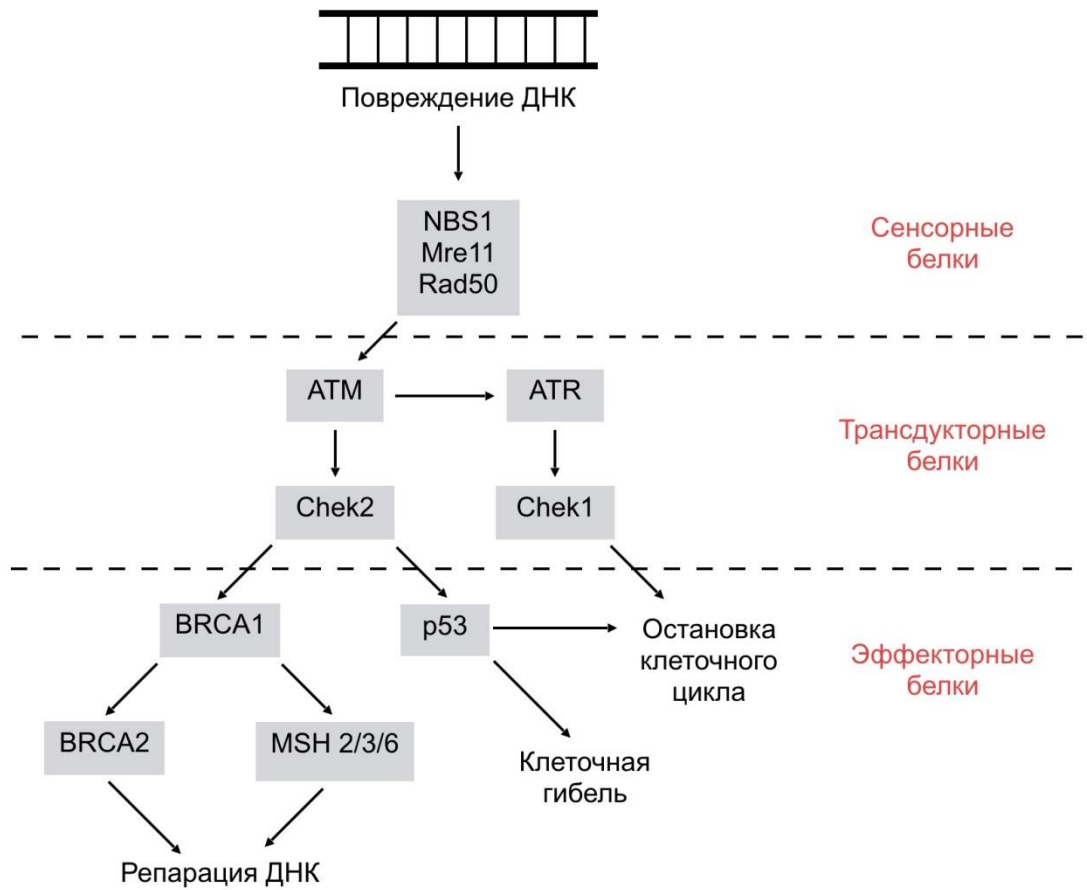 Повреждение ДНК
NBS1
Mre11
Rad50
Сенсорные
белки
ATM
ATR
Трансдукторные
белки
Chek2
Chek1
BRCA1
p53
Остановка
клеточного
цикла
Эффекторные
белки
BRCA2
MSH 2/3/6
Клеточная
гибель
Репарация ДНК